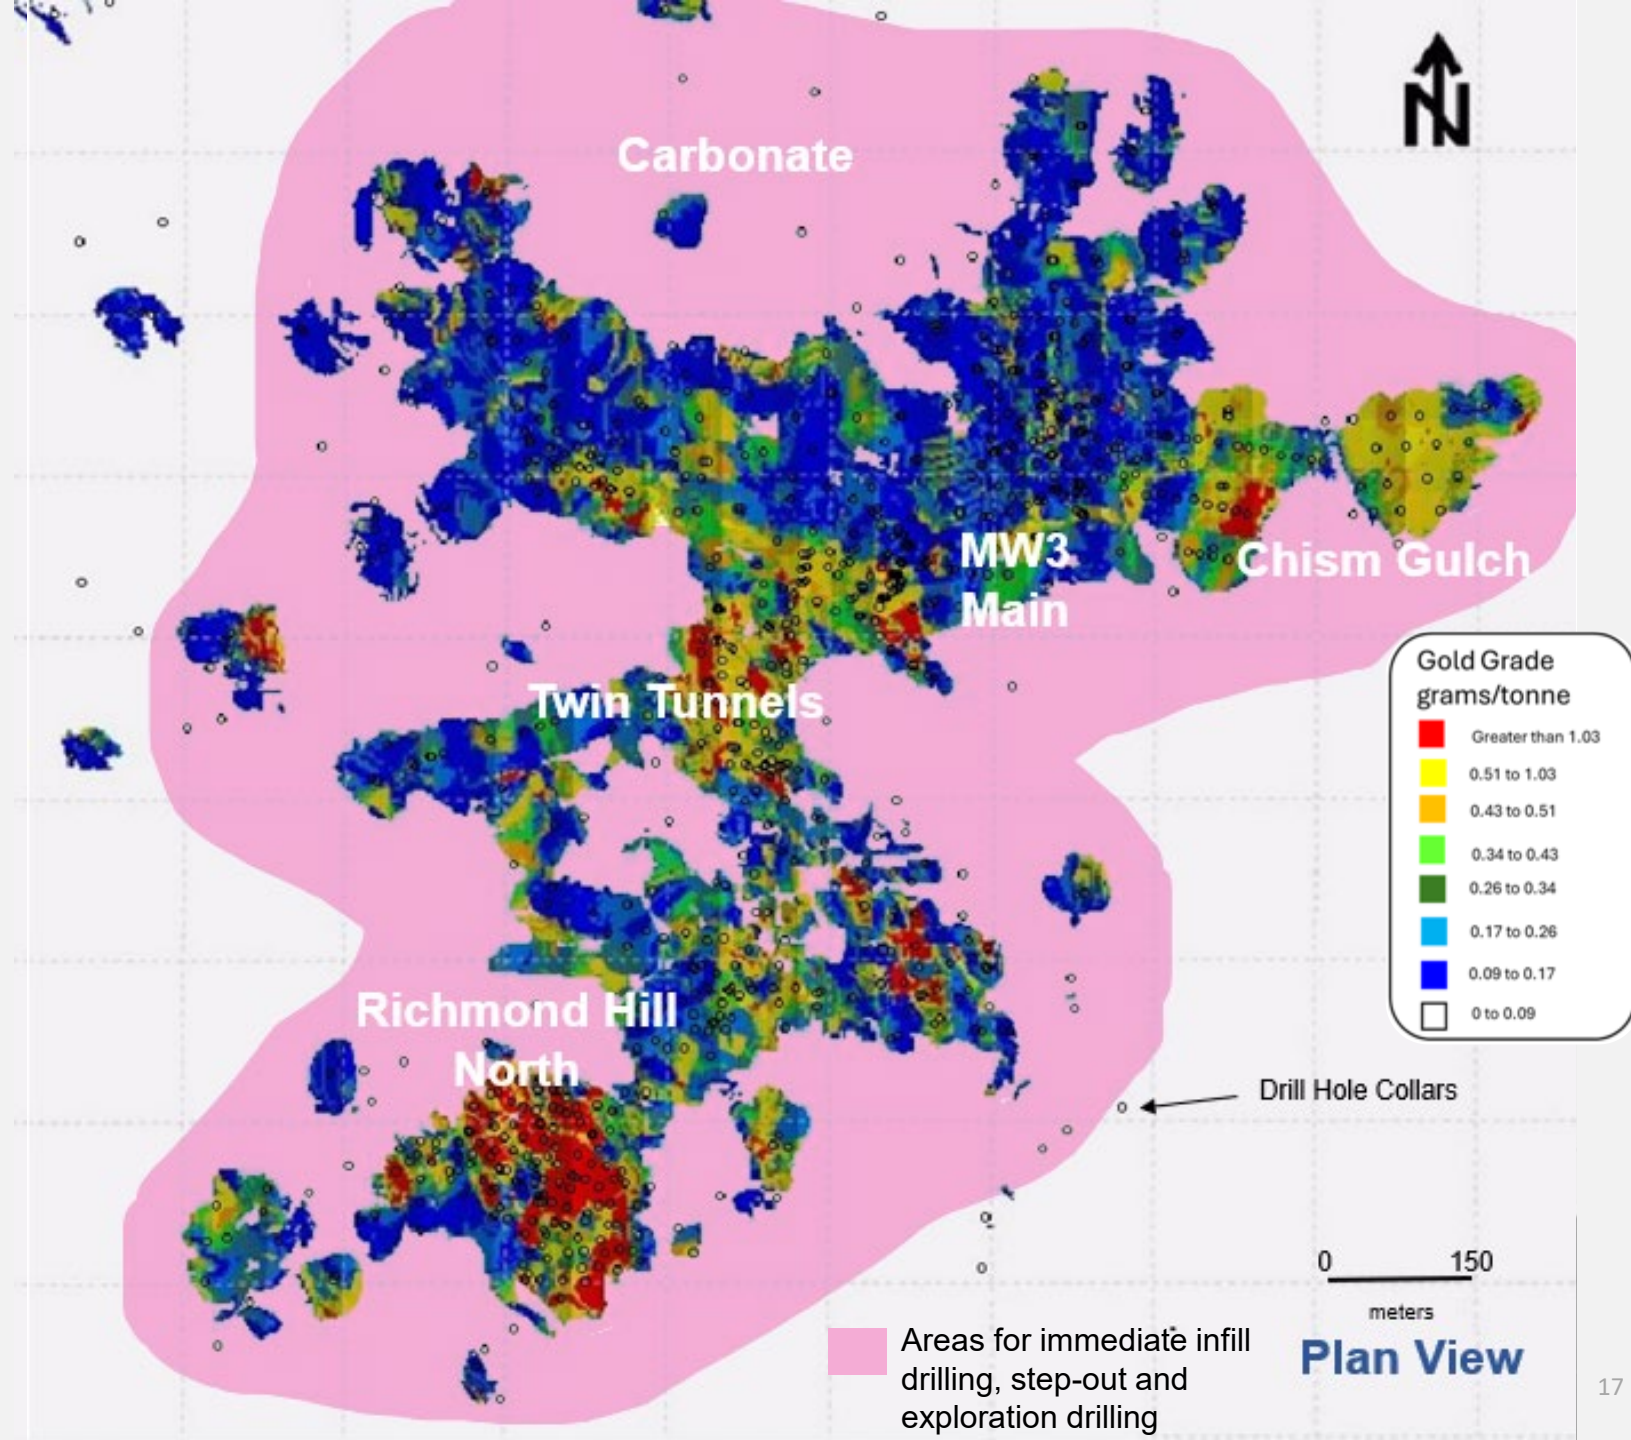 N
Carbonate
MW3
Main
Chism Gulch
Twin Tunnels
Gold Grade
grams/tonne
Greater than 1.03
0.51 to 1.03
0.43 to 0.51
0.34 to 0.43
0.26 to 0.34
0.17 to 0.26
0.09 to 0.17
0 to 0.09
Richmond Hill
North
Drill Hole Collars
0 150
meters
Plan View
Areas for immediate infill
drilling, step-out and
exploration drilling
17